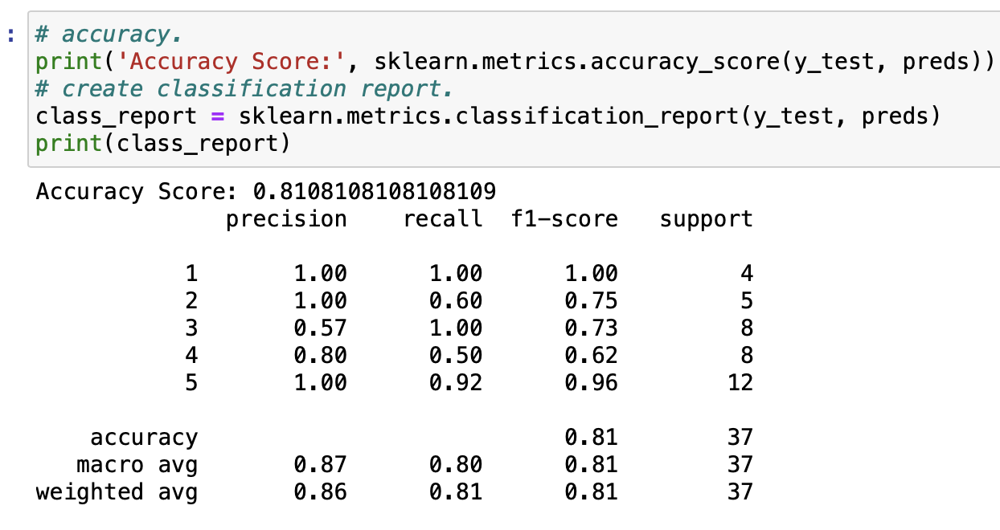 :
# accuracy.
print('Accuracy Score:', sklearn.metrics.accuracy_score(y_test, preds))
# create classification report.
class_report = sklearn.metrics.classification_report(y_test, preds)
print(class_report)
Accuracy Score: 0.8108108108108109
              precision    recall  f1-score   support

           1       1.00      1.00      1.00         4
           2       1.00      0.60      0.75         5
           3       0.57      1.00      0.73         8
           4       0.80      0.50      0.62         8
           5       1.00      0.92      0.96        12

    accuracy                           0.81        37
   macro avg       0.87      0.80      0.81        37
weighted avg       0.86      0.81      0.81        37